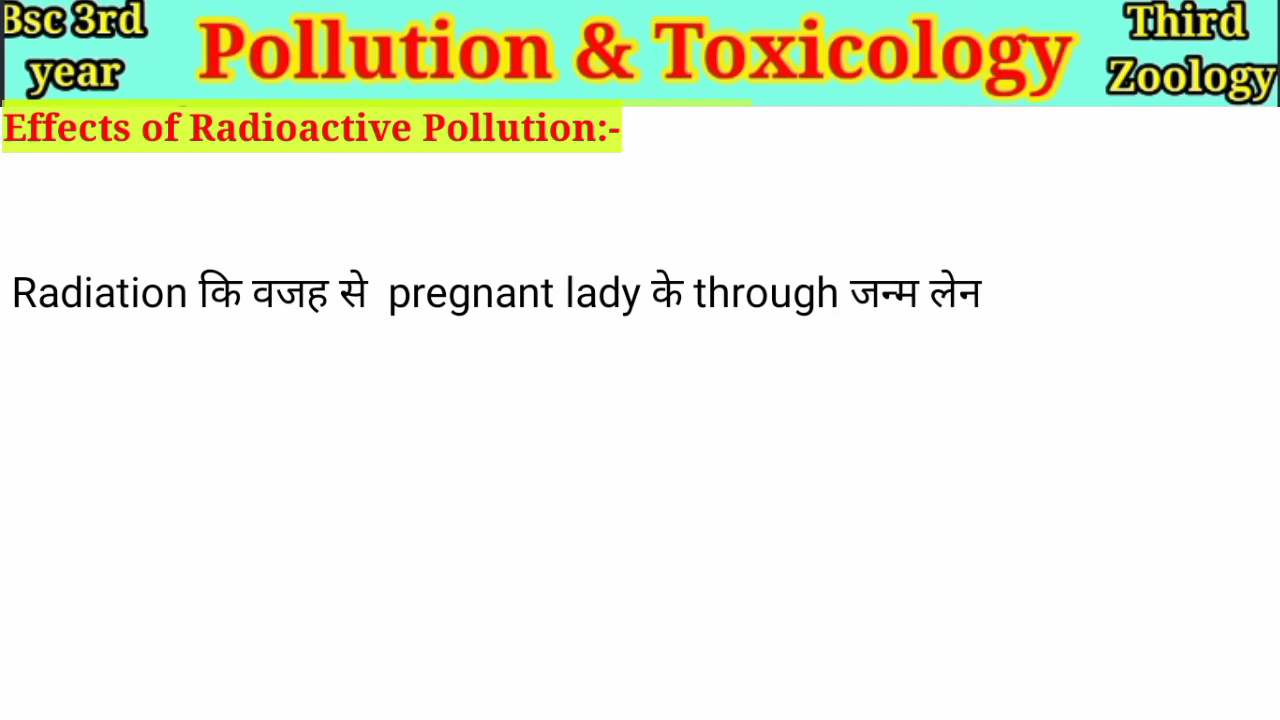 Bsc 3rd
year
Pollution & Toxicology
Third
Zoology
Effects of Radioactive Pollution:-
Radiation कि वजह से pregnant lady के through जन्म लेन